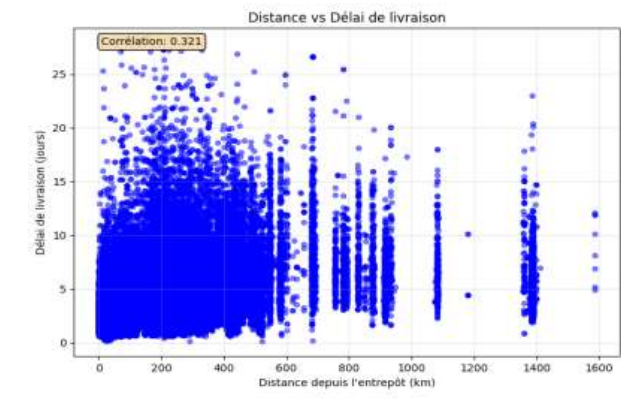 Distance vs Délai de livraison
Corrélation: 0.321
Délai de livraison (jours)
25
20
15
10
5
0
0 200 400 600 800 1000 1200 1400 1600
Distance depuis l'entrepôt (km)